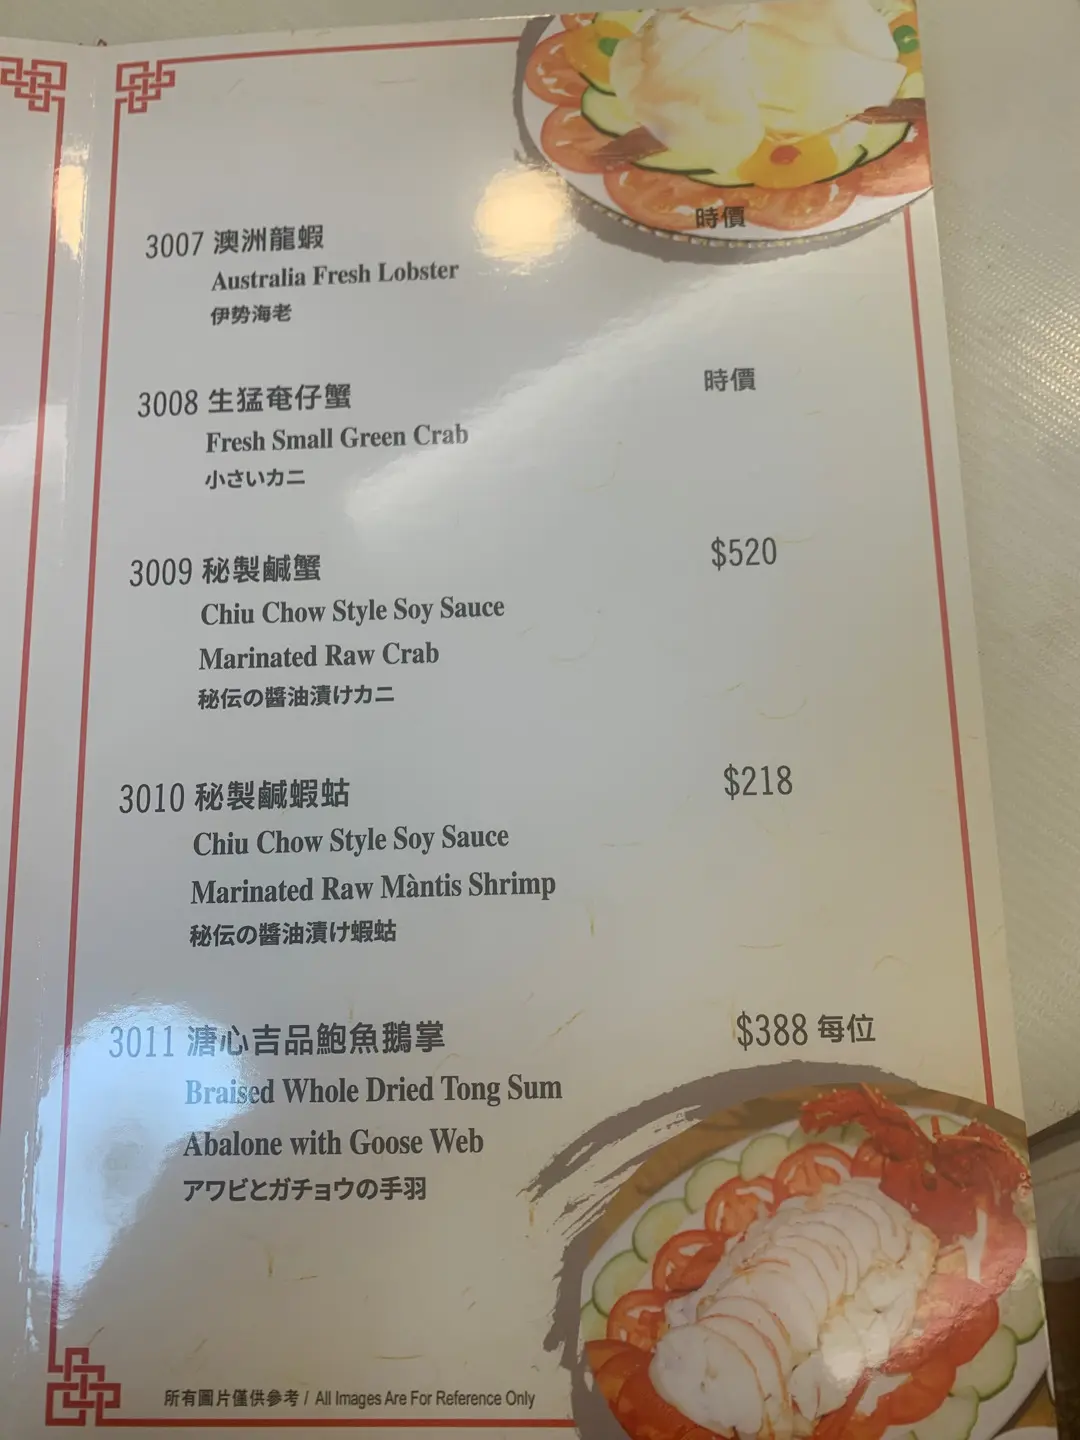 3007 澳洲龍蝦 時價
Australia Fresh Lobster
伊勢海老
3008 生猛奄仔蟹 時價
Fresh Small Green Crab
小さいカニ
3009 秘製鹹蟹 $520
Chiu Chow Style Soy Sauce
Marinated Raw Crab
秘伝の醬油漬けカニ
3010 秘製鹹蝦蛄 $218
Chiu Chow Style Soy Sauce
Marinated Raw Màntis Shrimp
秘伝の醬油漬け蝦蛄
3011 溏心吉品鮑魚鵝掌 $388 每位
Braised Whole Dried Tong Sum
Abalone with Goose Web
アワビとガチョウの手羽
所有圖片僅供參考 / All Images Are For Reference Only